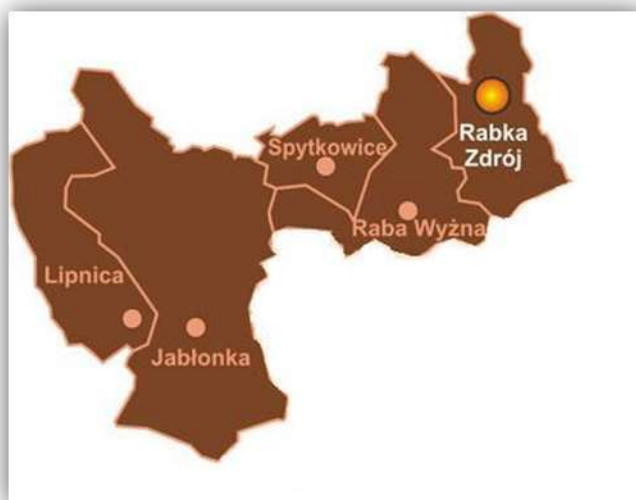 Rabka
Zdrój
Spytkowice
Raba Wyżna
Lipnica
Jabłonka